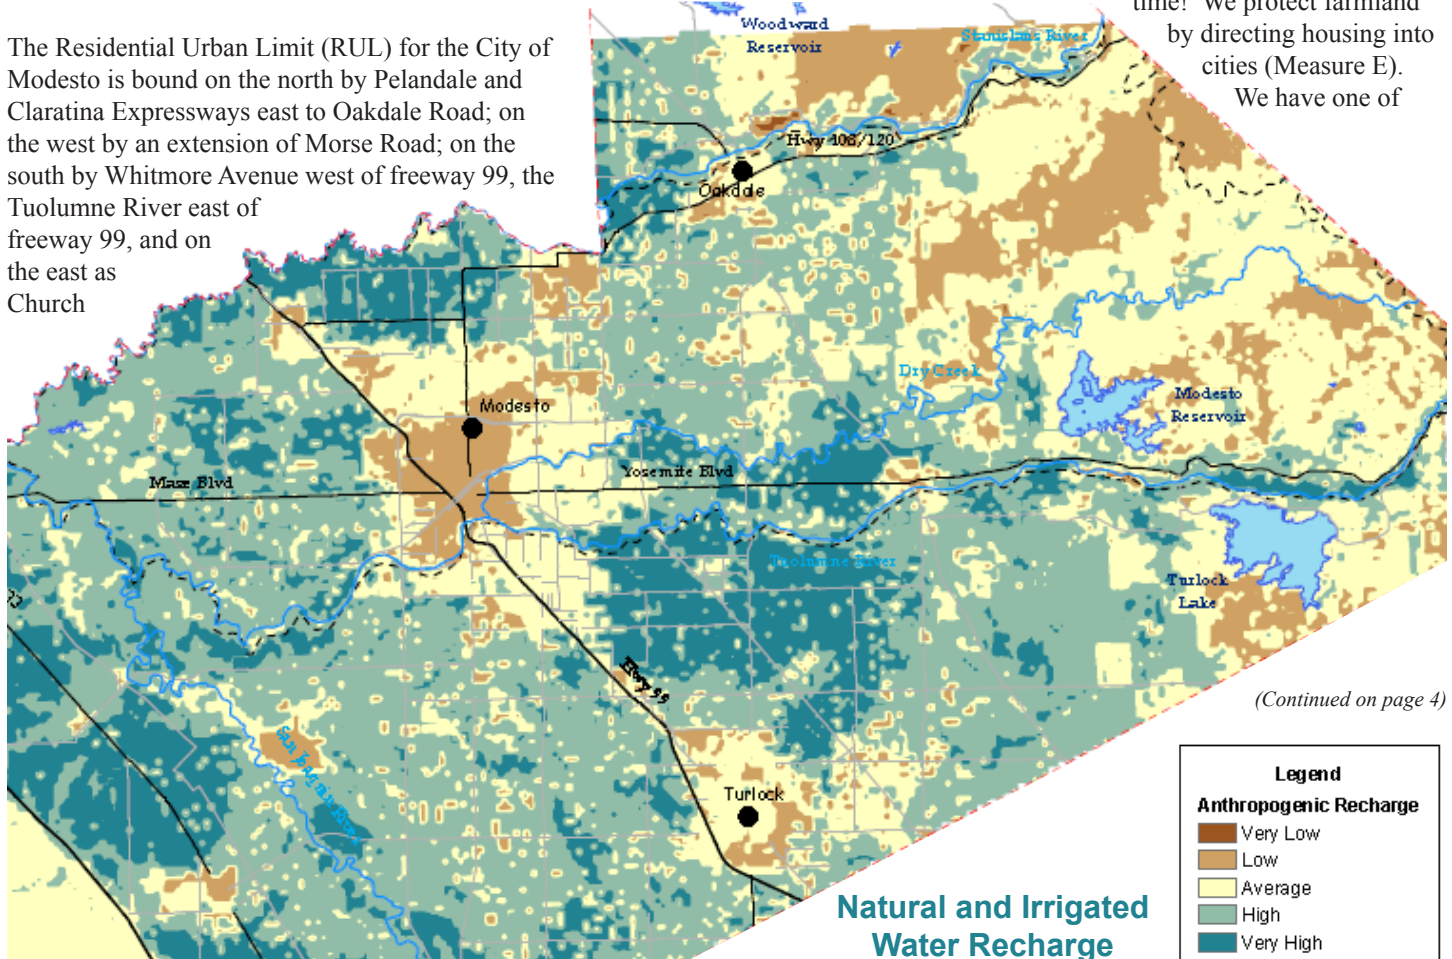 The Residential Urban Limit (RUL) for the City of
Modesto is bound on the north by Pelandale and
Claratina Expressways east to Oakdale Road; on
the west by an extension of Morse Road; on the
south by Whitmore Avenue west of freeway 99, the
Tuolumne River east of
freeway 99, and on
the east as
Church
time! We protect farmland
by directing housing into
cities (Measure E).
We have one of
Woodward
Reservoir
Stanislaus River
Hwy 108/120
Oakdale
Dry Creek
Modesto
Reservoir
Modesto
Yosemite Blvd
Maze Blvd
Tuolumne River
Turlock
Lake
33
Hwy 99
San Joaquin River
Turlock
(Continued on page 4)
Natural and Irrigated
Water Recharge
Legend
Anthropogenic Recharge
Very Low
Low
Average
High
Very High